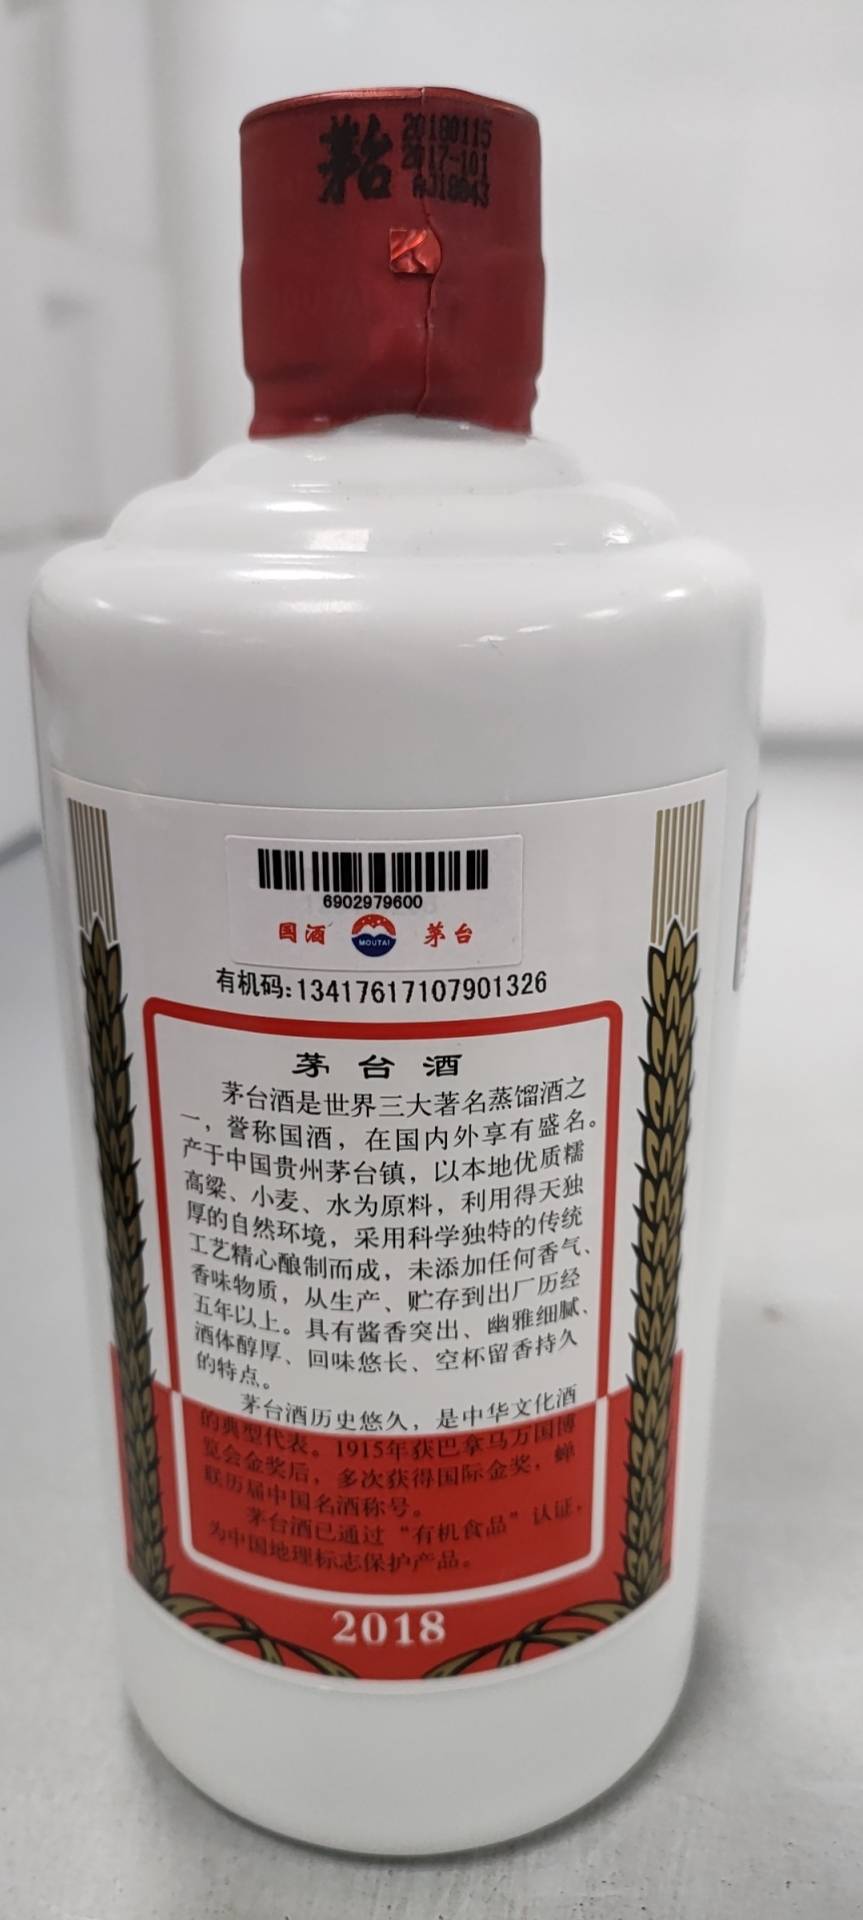 茅台
20180115
2017-101
6902979600
国酒 MOUTAI 茅台
有机码:13417617107901326
茅台酒
茅台酒是世界三大著名蒸馏酒之
一，誉称国酒，在国内外享有盛名。
产于中国贵州茅台镇，以本地优质糯
高粱、小麦、水为原料，利用得天独
厚的自然环境，采用科学独特的传统
工艺精心酿制而成，未添加任何香气、
香味物质，从生产、贮存到出厂历经
五年以上。具有酱香突出、幽雅细腻、
酒体醇厚、回味悠长、空杯留香持久
的特点。
茅台酒历史悠久，是中华文化酒
的典型代表。1915年获巴拿马万国博
览会金奖后，多次获得国际金奖，蝉
联历届中国名酒称号。
茅台酒已通过“有机食品”认证，
为中国地理标志保护产品。
2018